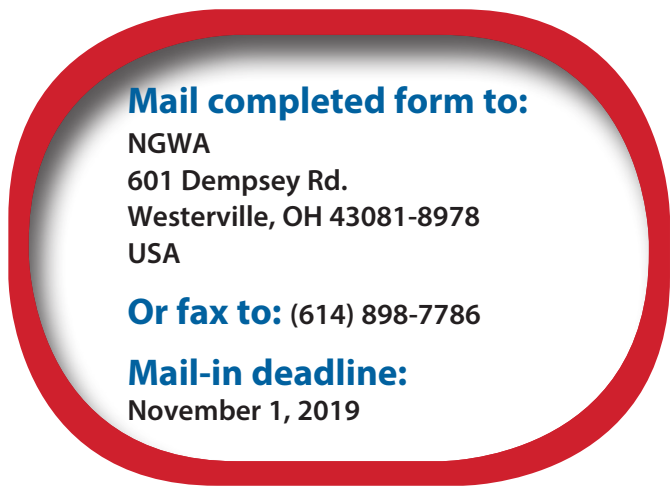 Mail completed form to:
NGWA
601 Dempsey Rd.
Westerville, OH 43081-8978
USA
Or fax to: (614) 898-7786
Mail-in deadline:
November 1, 2019